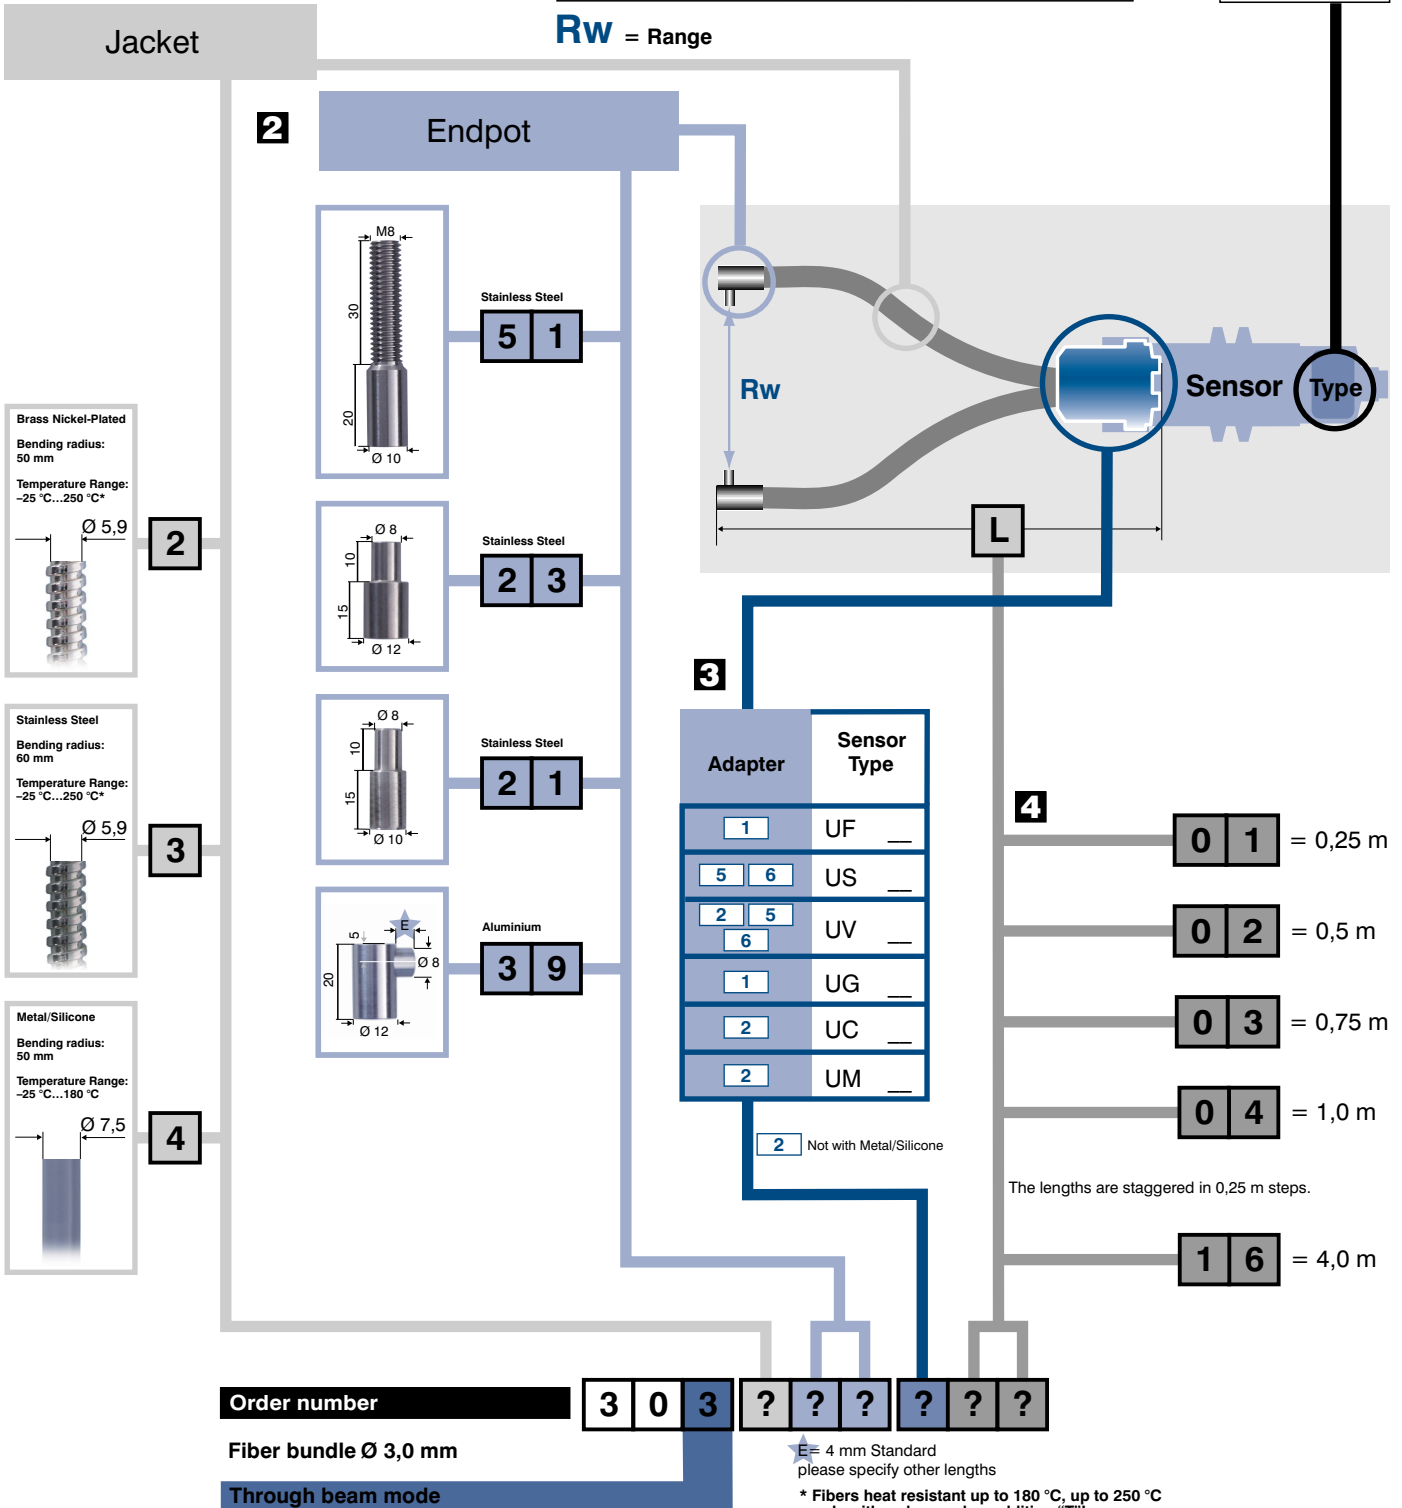 Jacket
Rw = Range
2
Endpot
M8
30
20
Ø 10
Stainless Steel
5 1
Rw
Sensor
Type
L
Brass Nickel-Plated
Bending radius:
50 mm
Temperature Range:
–25 °C...250 °C*
Ø 5,9
2
Ø 8
10
15
Ø 12
Stainless Steel
2 3
Stainless Steel
Bending radius:
60 mm
Temperature Range:
–25 °C...250 °C*
Ø 5,9
3
Ø 8
10
15
Ø 10
Stainless Steel
2 1
E
5
20
Ø 8
Ø 12
Aluminium
3 9
Metal/Silicone
Bending radius:
50 mm
Temperature Range:
–25 °C...180 °C
Ø 7,5
4
3
Adapter
Sensor
Type
1 UF __
5 6 US __
2 5 6 UV __
1 UG __
2 UC __
2 UM __
2 Not with Metal/Silicone
4
0 1 = 0,25 m
0 2 = 0,5 m
0 3 = 0,75 m
0 4 = 1,0 m
The lengths are staggered in 0,25 m steps.
1 6 = 4,0 m
Order number
3 0 3 ? ? ? ? ? ?
Fiber bundle Ø 3,0 mm
Through beam mode
E= 4 mm Standard
please specify other lengths
* Fibers heat resistant up to 180 °C, up to 250 °C